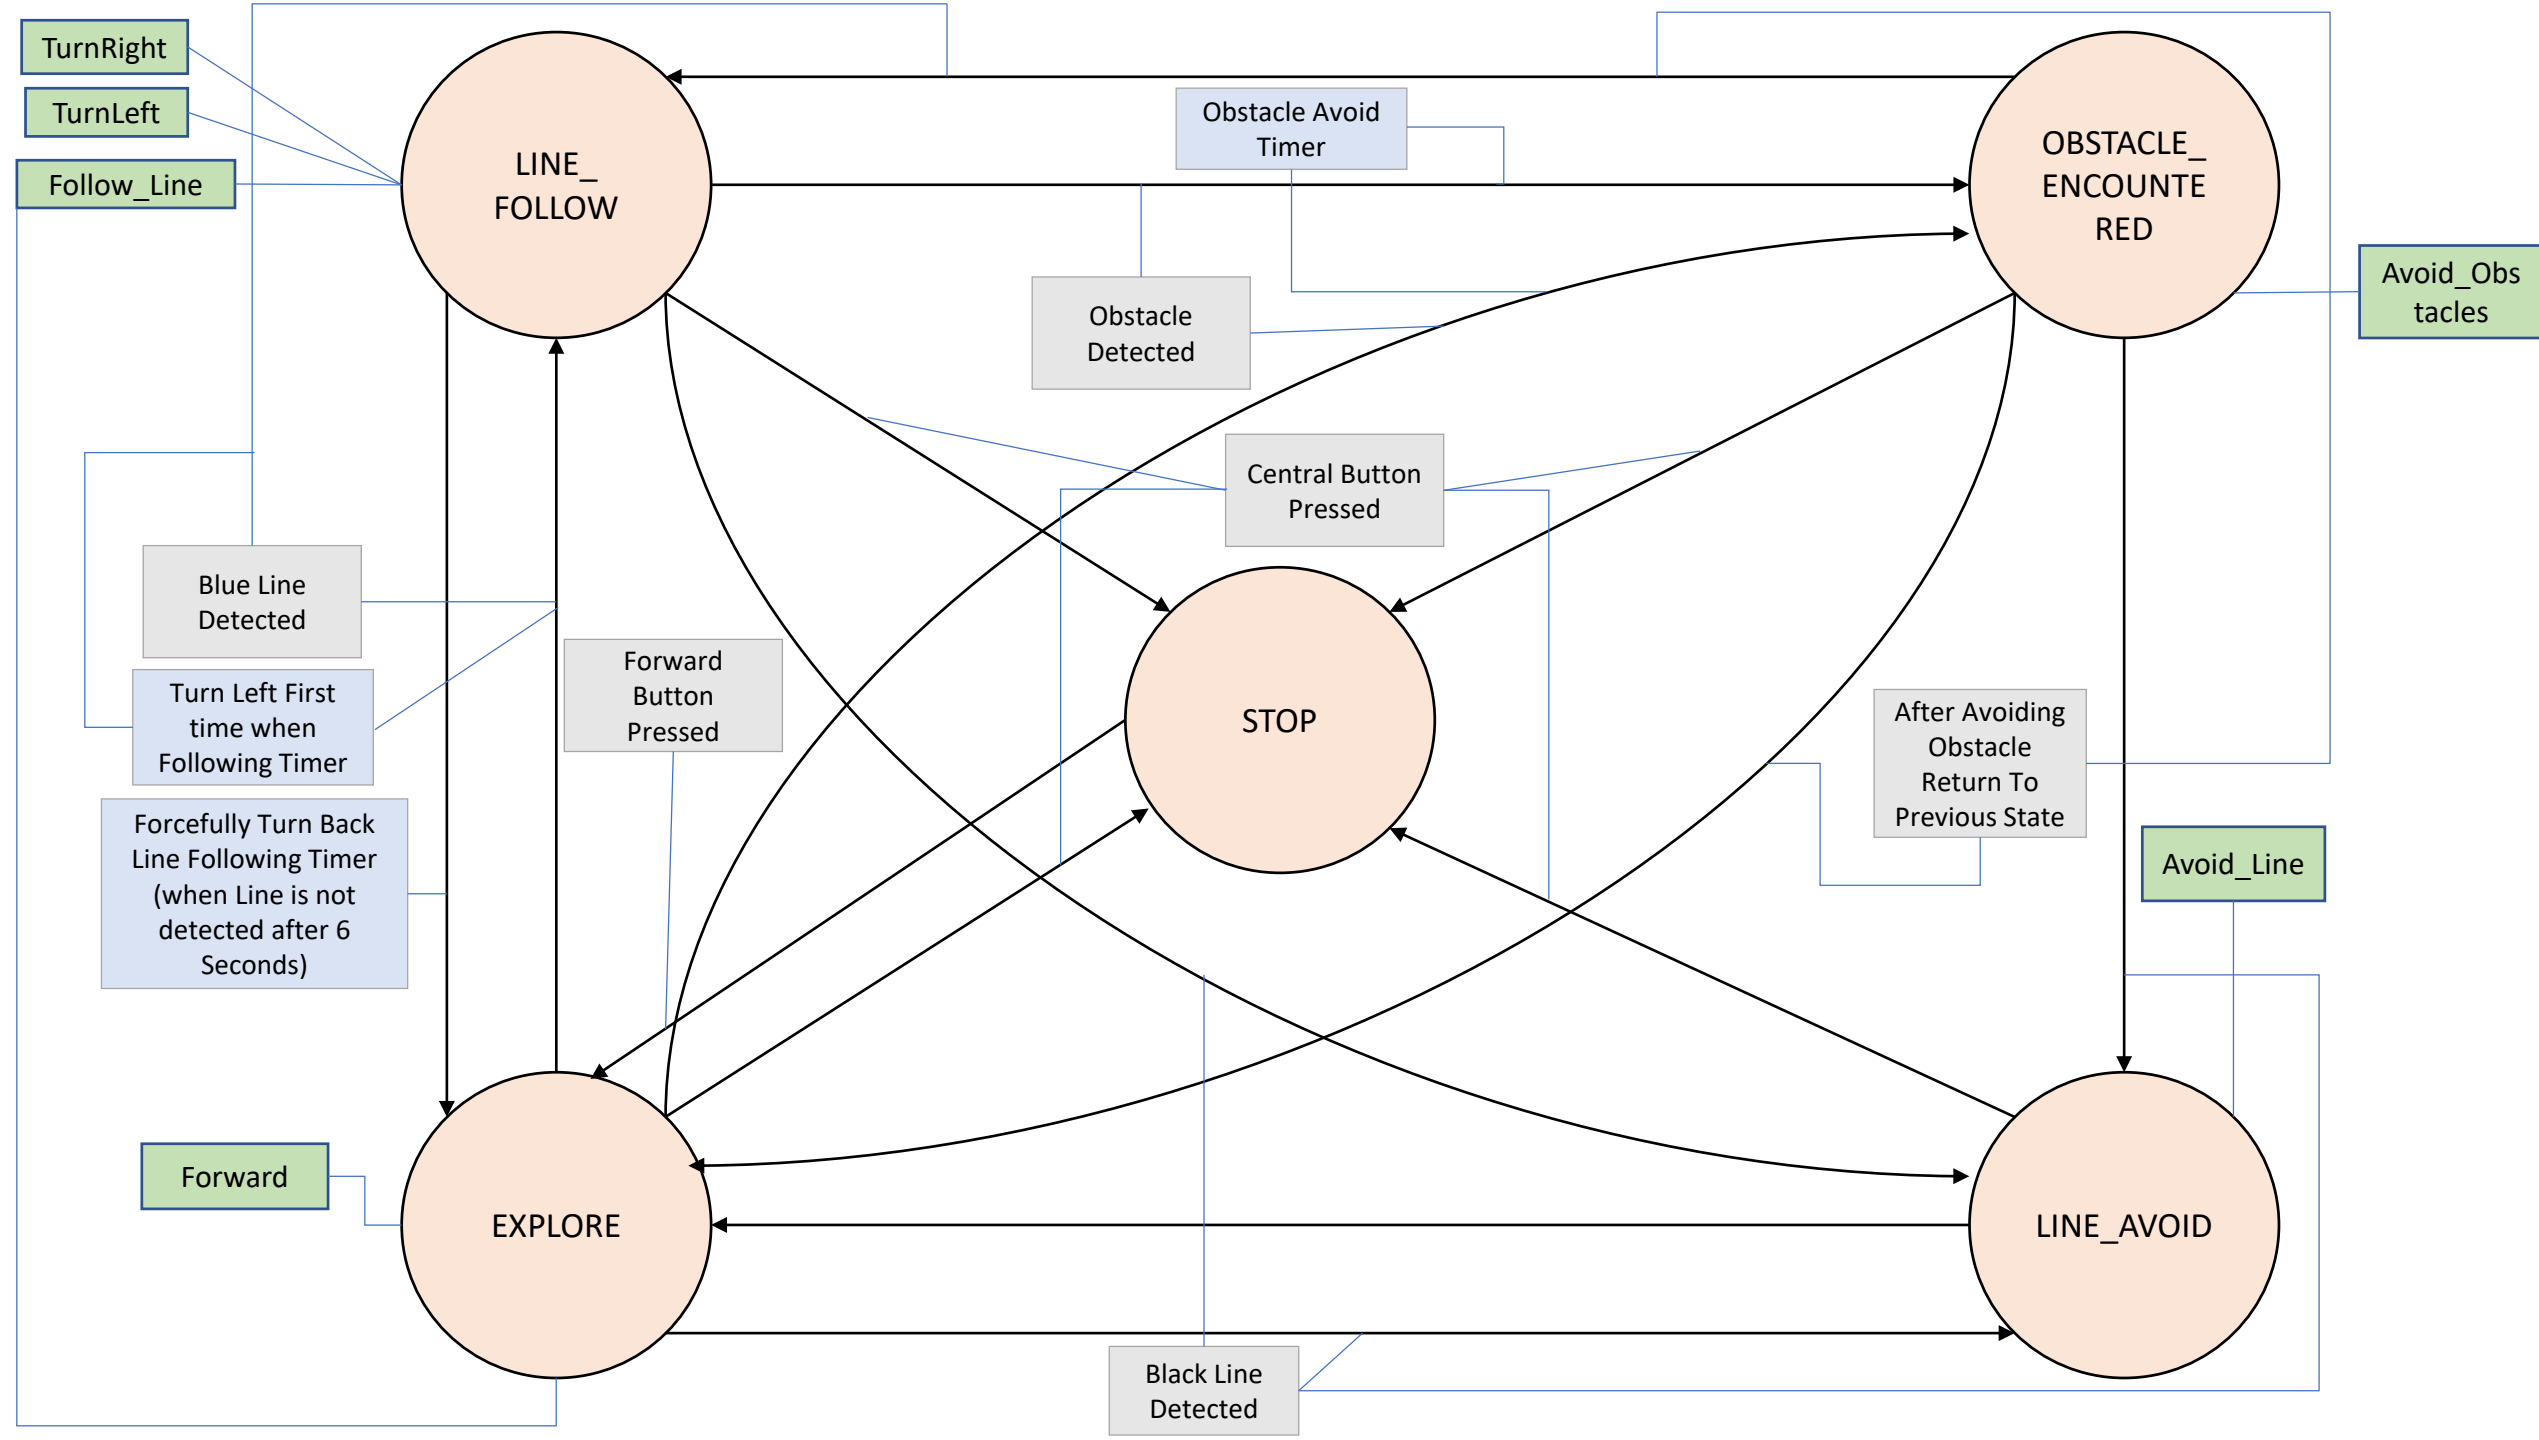 TurnRight
TurnLeft
Follow_Line
LINE_
FOLLOW
Obstacle Avoid
Timer
OBSTACLE_
ENCOUNTE
RED
Avoid_Obs
tacles
Obstacle
Detected
Central Button
Pressed
Blue Line
Detected
Forward
Button
Pressed
Turn Left First
time when
Following Timer
STOP
After Avoiding
Obstacle
Return To
Previous State
Forcefully Turn Back
Line Following Timer
(when Line is not
detected after 6
Seconds)
Avoid_Line
Forward
EXPLORE
LINE_AVOID
Black Line
Detected